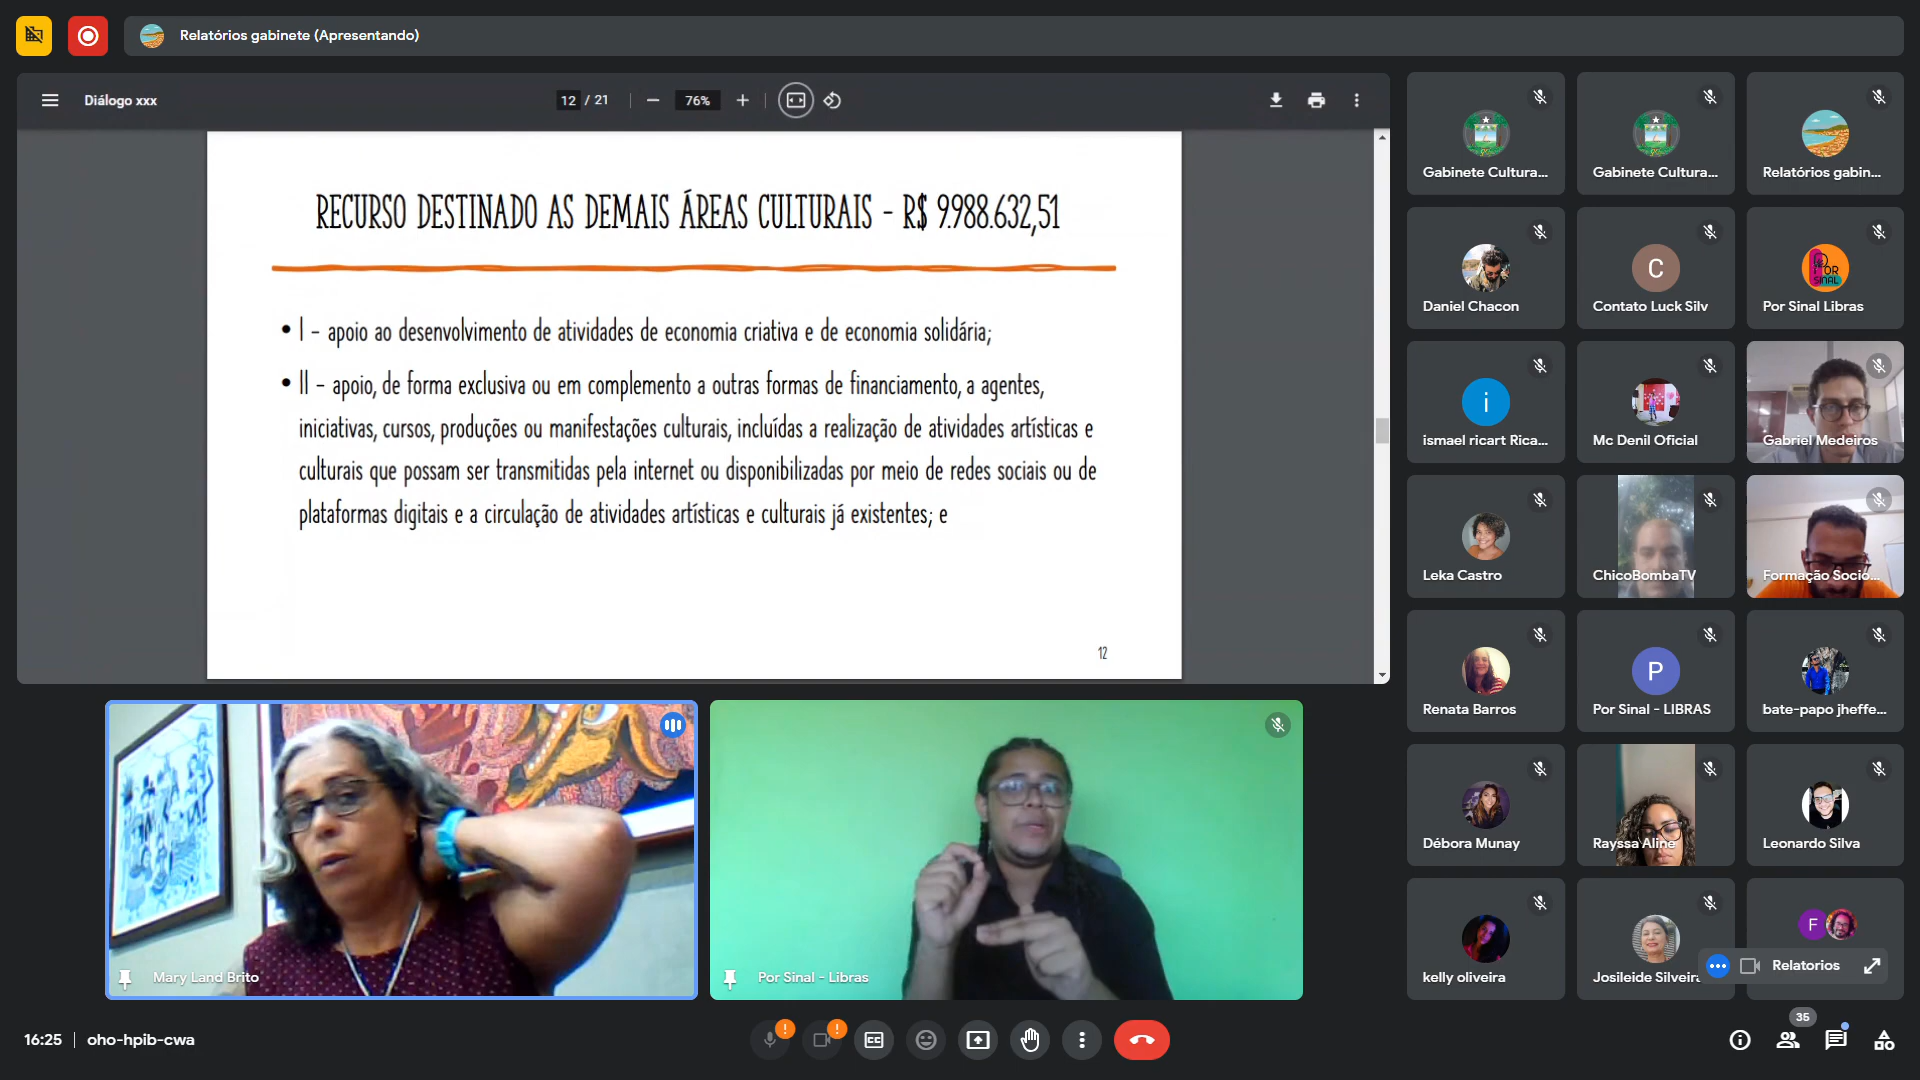 Relatórios gabinete (Apresentando)
Diálogo xxx
12 / 21
76%
RECURSO DESTINADO AS DEMAIS ÁREAS CULTURAIS - R$ 9.988.632,51
• I - apoio ao desenvolvimento de atividades de economia criativa e de economia solidária;
• II - apoio, de forma exclusiva ou em complemento a outras formas de financiamento, a agentes,
iniciativas, cursos, produções ou manifestações culturais, incluídas a realização de atividades artísticas e
culturais que possam ser transmitidas pela internet ou disponibilizadas por meio de redes sociais ou de
plataformas digitais e a circulação de atividades artísticas e culturais já existentes; e
12
Mary Land Brito
Por Sinal - Libras
Gabinete Cultura...
Gabinete Cultura...
Relatórios gabin...
Daniel Chacon
C
Contato Luck Silv
POR
SINAL
Por Sinal Libras
i
ismael ricart Rica...
Mc Denil Oficial
Gabriel Medeiros
Leka Castro
ChicoBombaTV
Formação Socio...
Renata Barros
P
Por Sinal - LIBRAS
bate-papo jheffe...
Débora Munay
Rayssa Aline
Leonardo Silva
kelly oliveira
Josileide Silveira
F
Relatorios
16:25
oho-hpib-cwa
CC
35